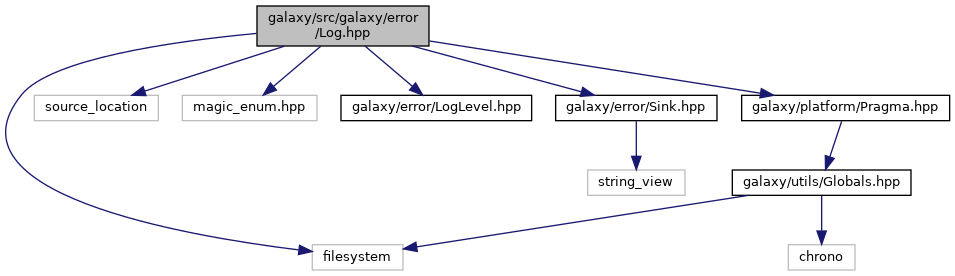 galaxy/src/galaxy/error
/Log.hpp
source_location
magic_enum.hpp
galaxy/error/LogLevel.hpp
galaxy/error/Sink.hpp
galaxy/platform/Pragma.hpp
string_view
galaxy/utils/Globals.hpp
filesystem
chrono